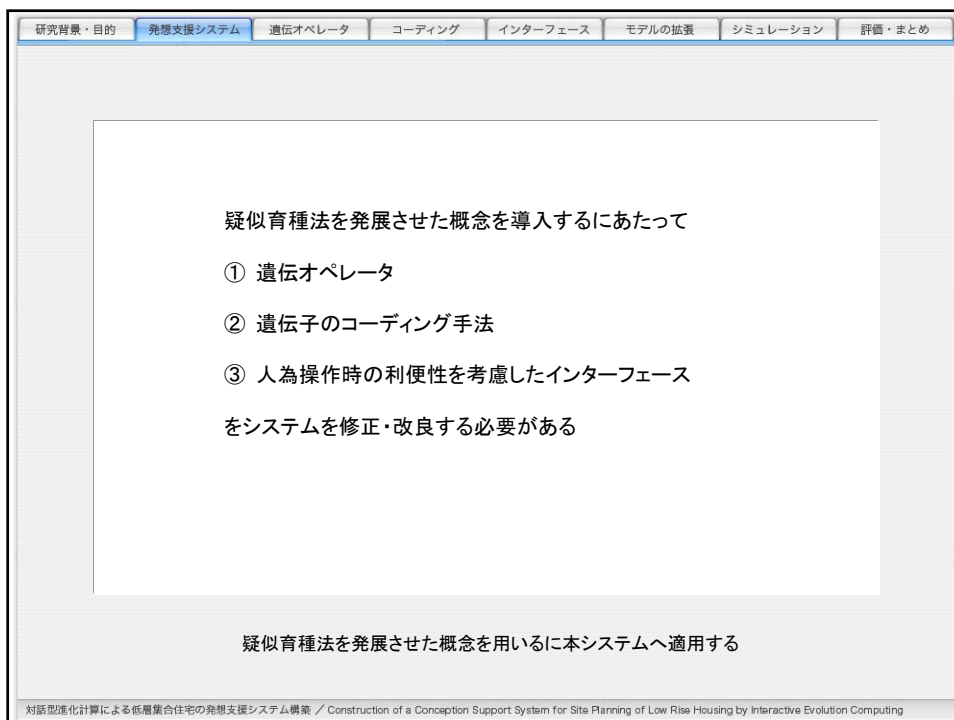 研究背景・目的 発想支援システム 遺伝オペレータ コーディング インターフェース モデルの拡張 シミュレーション 評価・まとめ
疑似育種法を発展させた概念を導入するにあたって
① 遺伝オペレータ
② 遺伝子のコーディング手法
③ 人為操作時の利便性を考慮したインターフェース
をシステムを修正・改良する必要がある
疑似育種法を発展させた概念を用いるに本システムへ適用する
対話型進化計算による低層集合住宅の発想支援システム構築 / Construction of a Conception Support System for Site Planning of Low Rise Housing by Interactive Evolution Computing